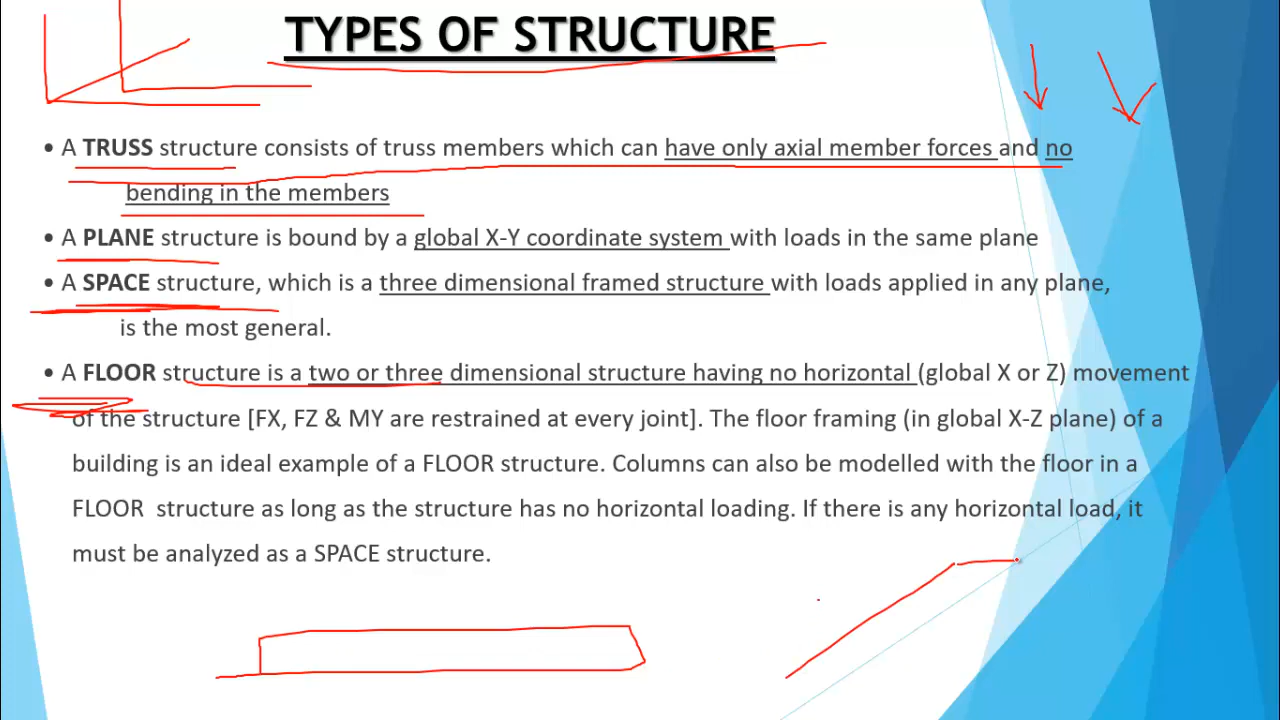 TYPES OF STRUCTURE
• A TRUSS structure consists of truss members which can have only axial member forces and no
bending in the members
• A PLANE structure is bound by a global X-Y coordinate system with loads in the same plane
• A SPACE structure, which is a three dimensional framed structure with loads applied in any plane,
is the most general.
• A FLOOR structure is a two or three dimensional structure having no horizontal (global X or Z) movement
of the structure [FX, FZ & MY are restrained at every joint]. The floor framing (in global X-Z plane) of a
building is an ideal example of a FLOOR structure. Columns can also be modelled with the floor in a
FLOOR structure as long as the structure has no horizontal loading. If there is any horizontal load, it
must be analyzed as a SPACE structure.